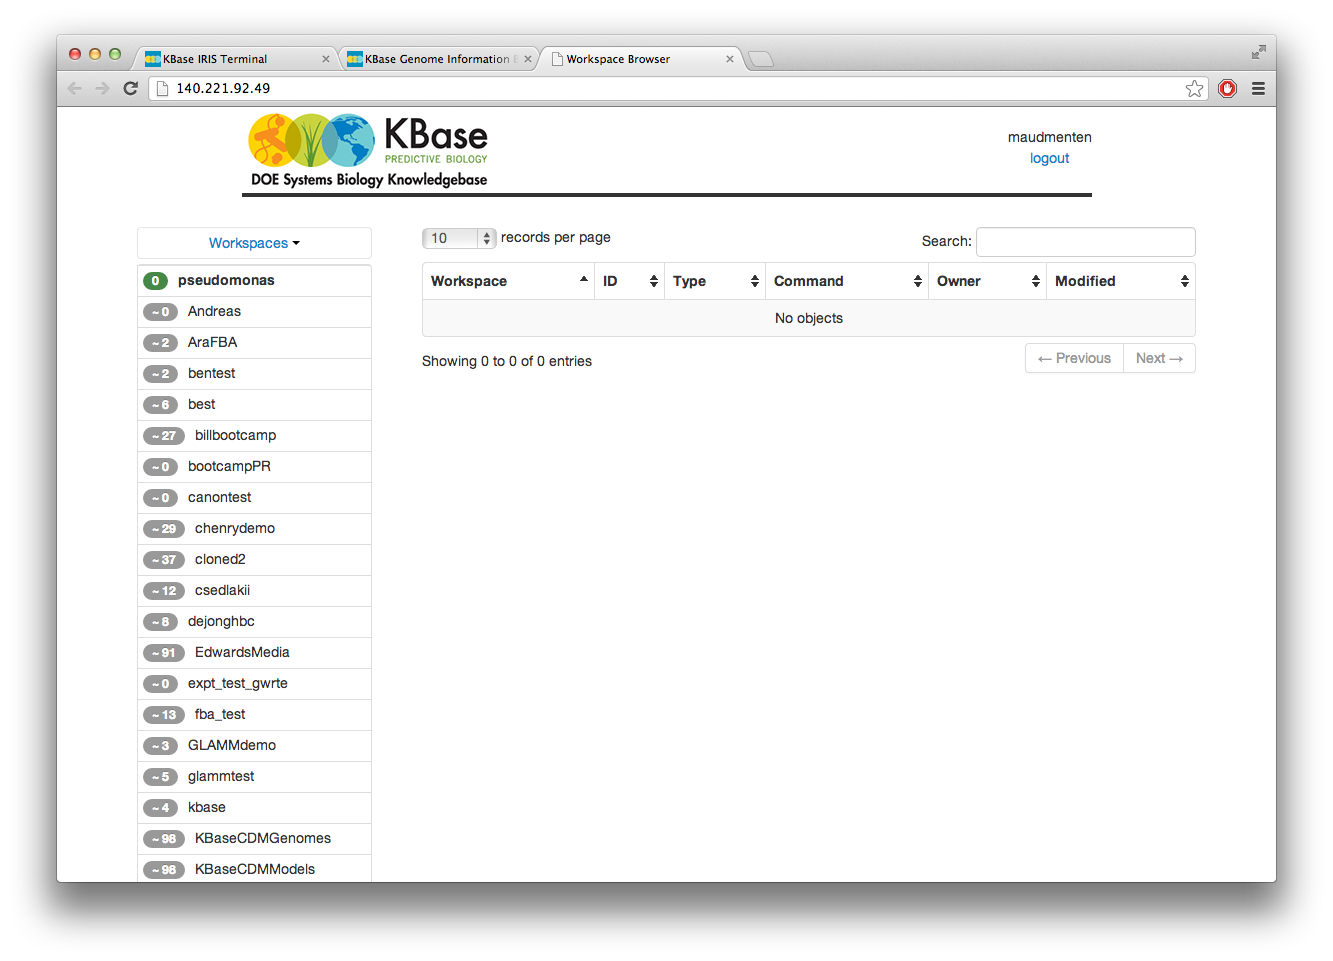 KBase IRIS Terminal
KBase Genome Information
Workspace Browser
140.221.92.49
KBase
PREDICTIVE BIOLOGY
DOE Systems Biology Knowledgebase
maudmenten
logout
Workspaces
0 pseudomonas
~ 0 Andreas
~ 2 AraFBA
~ 2 bentest
~ 6 best
~ 27 billbootcamp
~ 0 bootcampPR
~ 0 canontest
~ 29 chenrydemo
~ 37 cloned2
~ 12 csedlakii
~ 8 dejonghbc
~ 91 EdwardsMedia
~ 0 expt_test_gwrte
~ 13 fba_test
~ 3 GLAMMdemo
~ 5 glammtest
~ 4 kbase
~ 98 KBaseCDMGenomes
~ 98 KBaseCDMModels
10 records per page
Search:
Workspace ID Type Command Owner Modified
No objects
Showing 0 to 0 of 0 entries
← Previous Next →